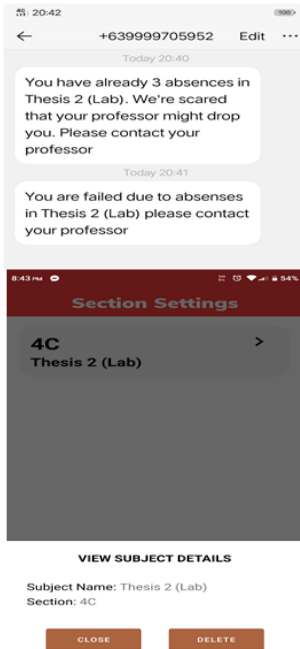 20:42
100
+639999705952 Edit ...
Today 20:40
You have already 3 absences in
Thesis 2 (Lab). We're scared
that your professor might drop
you. Please contact your
professor
Today 20:41
You are failed due to absenses
in Thesis 2 (Lab) please contact
your professor
8:43 PM 54%
Section Settings
4C >
Thesis 2 (Lab)
VIEW SUBJECT DETAILS
Subject Name: Thesis 2 (Lab)
Section: 4C
CLOSE DELETE